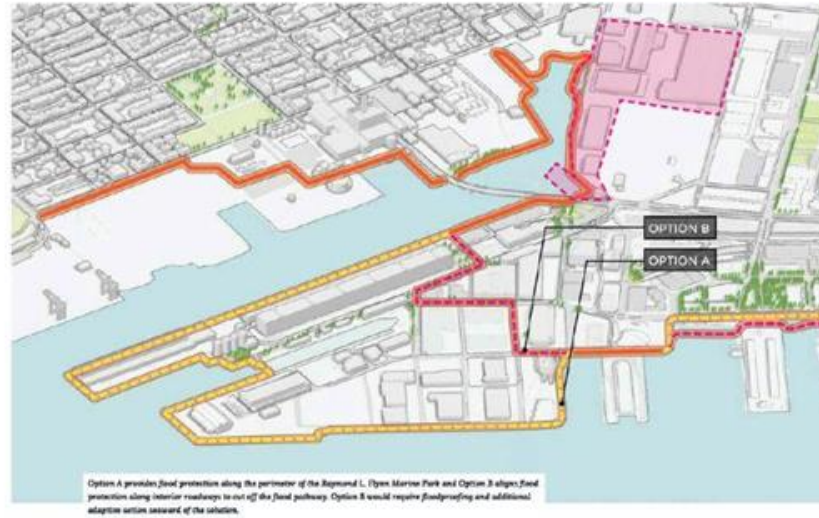 OPTION B
OPTION A
Option A provides flood protection along the perimeter of the Raymond L. Flynn Marine Park and Option B aligns flood
protection along interior roadways to cut off the flood pathway. Option B would require floodproofing and additional
adaptive action seaward of the solution.